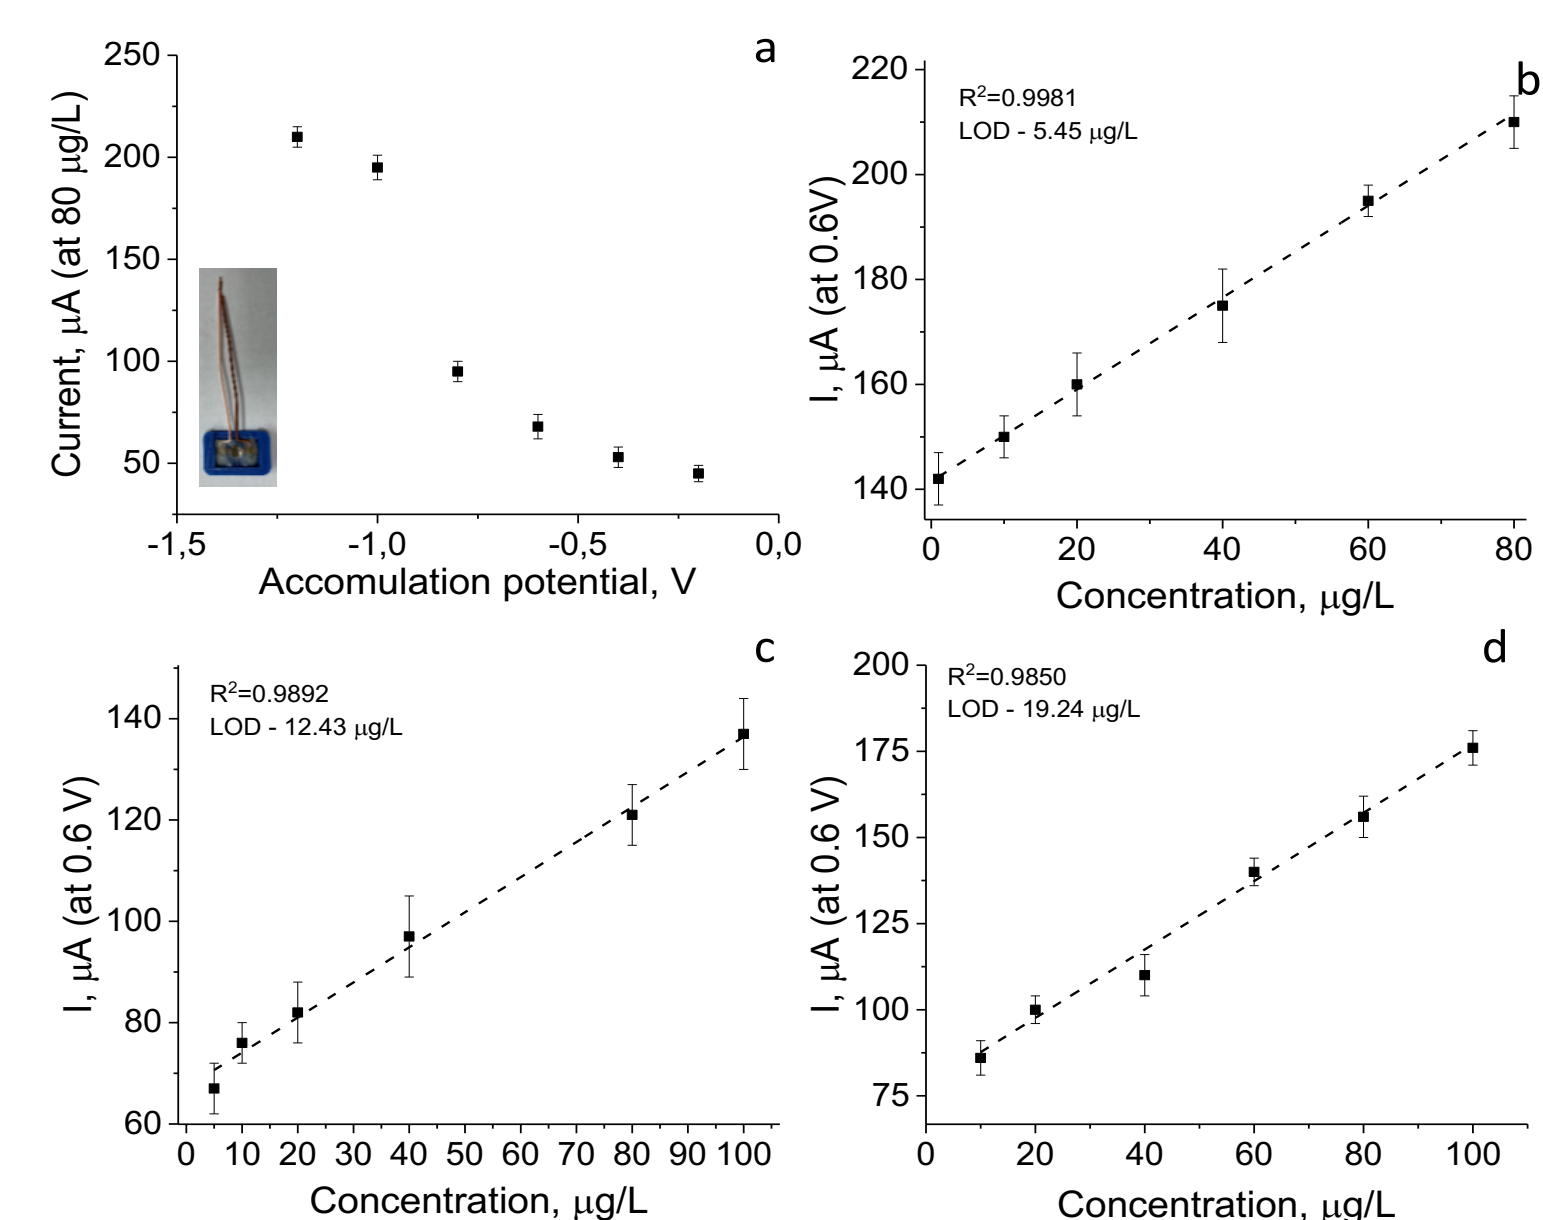 a
250
200
150
100
50
Current, μA (at 80 μg/L)
-1,5 -1,0 -0,5 0,0
Accomulation potential, V
b
R²=0.9981
LOD - 5.45 μg/L
220
200
180
160
140
I, μA (at 0.6V)
0 20 40 60 80
Concentration, μg/L
c
R²=0.9892
LOD - 12.43 μg/L
140
120
100
80
60
I, μA (at 0.6 V)
0 10 20 30 40 50 60 70 80 90 100
Concentration, μg/L
d
R²=0.9850
LOD - 19.24 μg/L
200
175
150
125
100
75
I, μA (at 0.6 V)
0 20 40 60 80 100
Concentration, μg/L